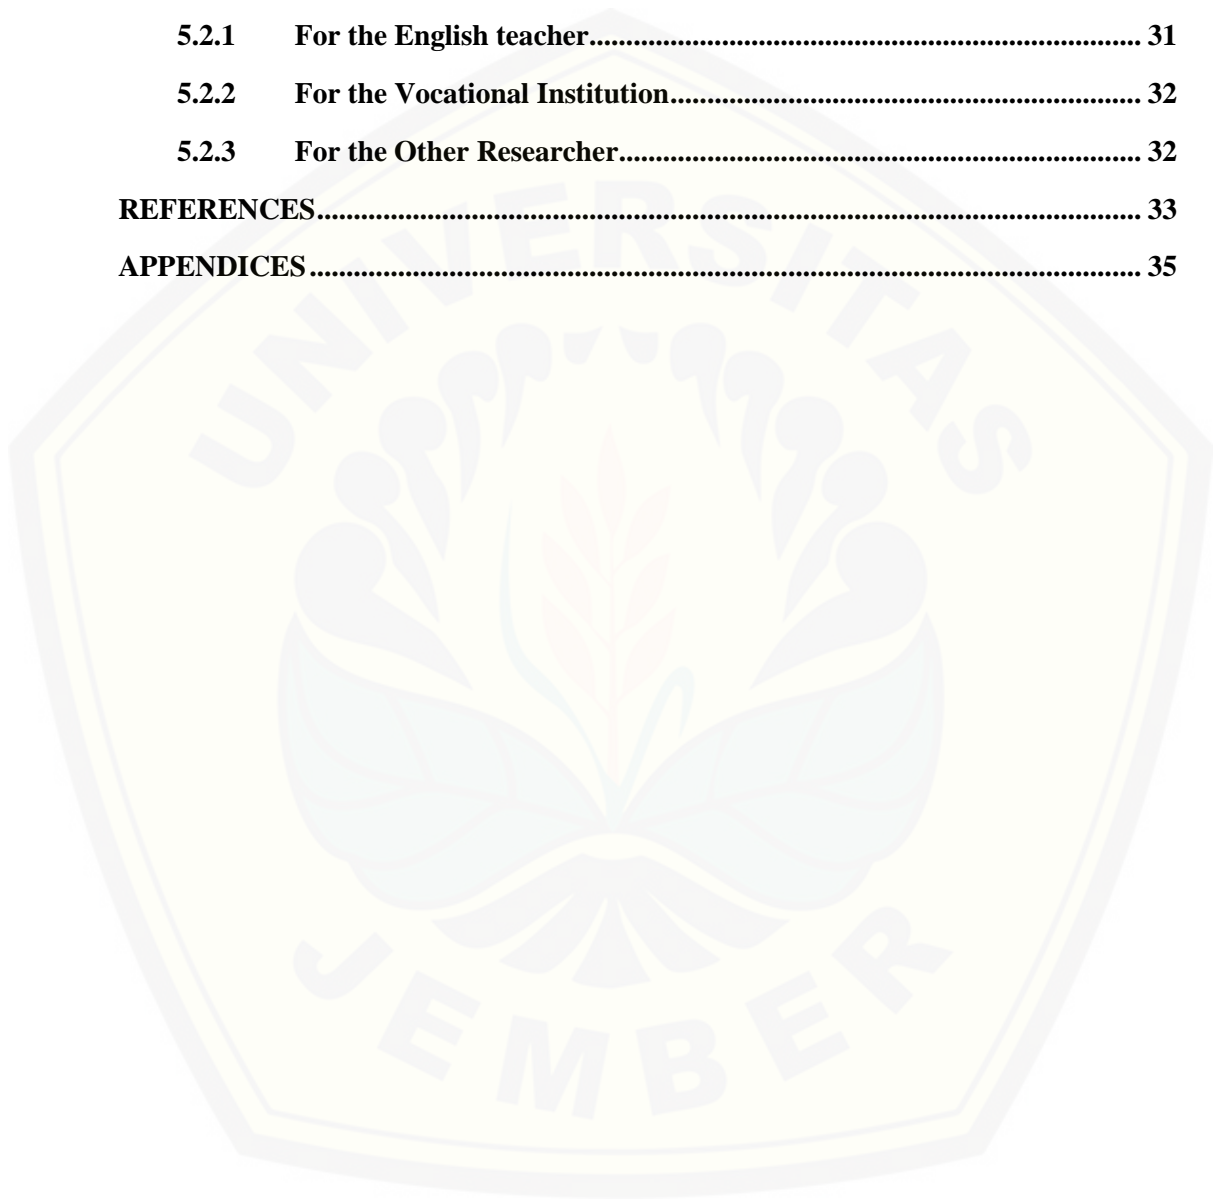 5.2.1 For the English teacher........................................................................... 31
5.2.2 For the Vocational Institution................................................................ 32
5.2.3 For the Other Researcher....................................................................... 32
REFERENCES................................................................................................................ 33
APPENDICES ................................................................................................................. 35
UNIVERSITAS
JEMBER